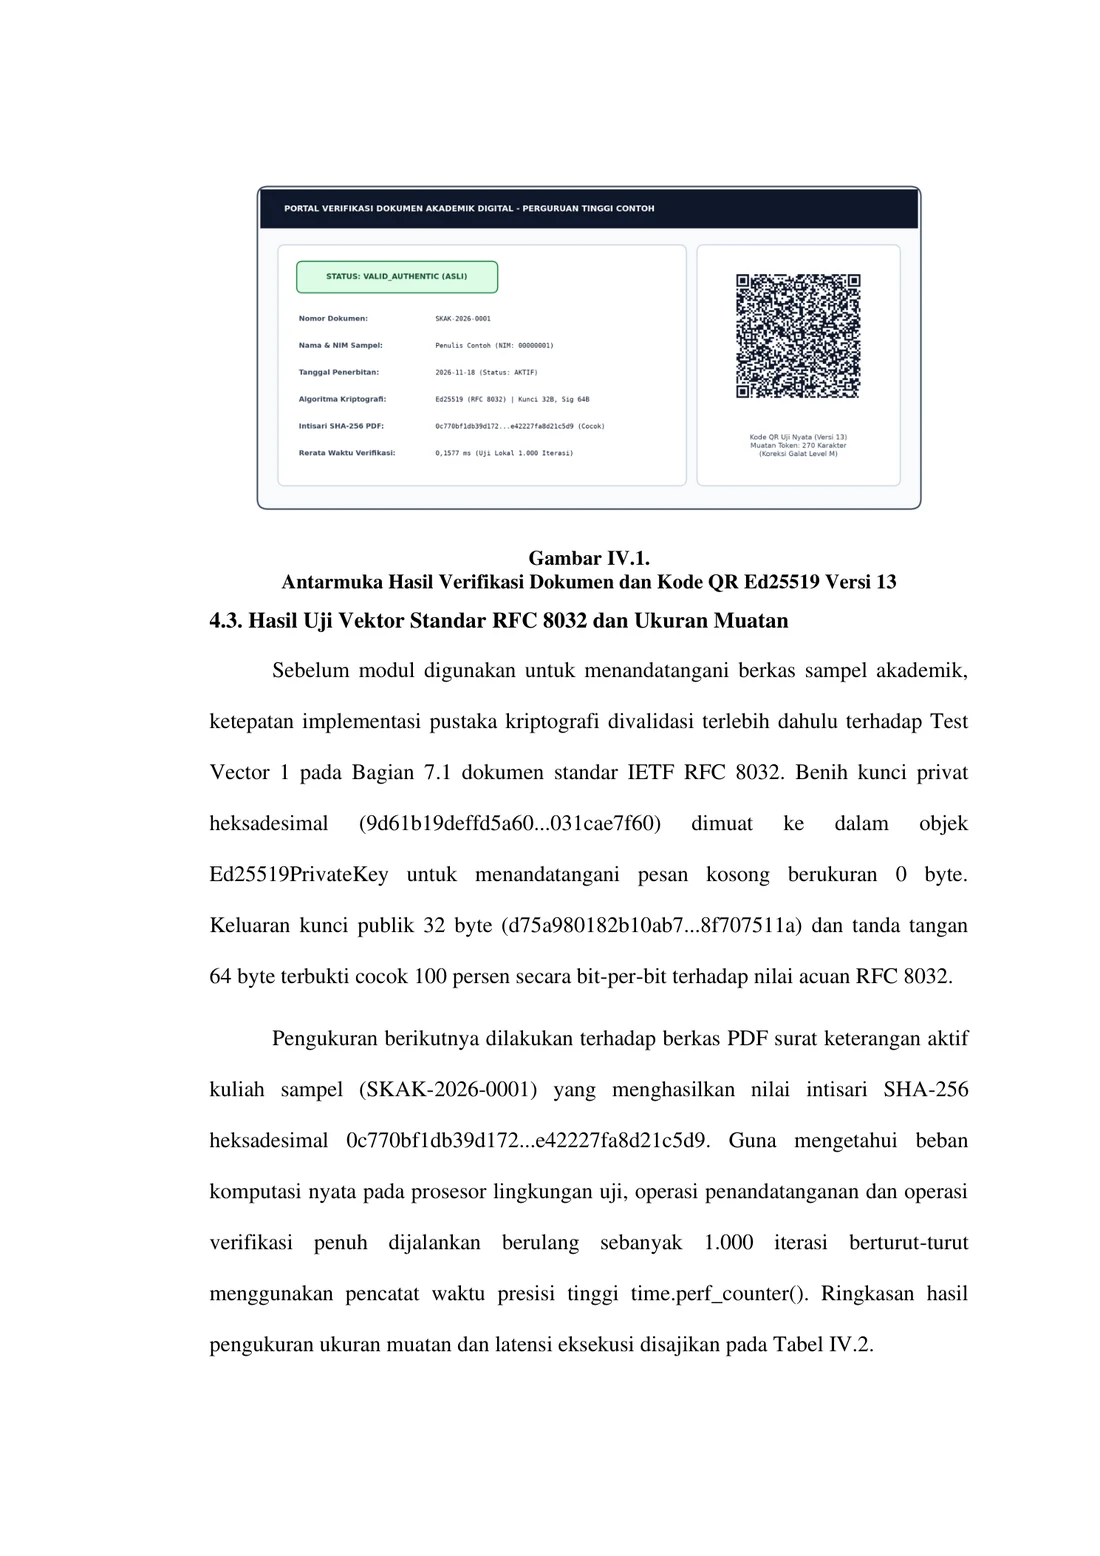 PORTAL VERIFIKASI DOKUMEN AKADEMIK DIGITAL - PERGURUAN TINGGI CONTOH
STATUS: VALID_AUTHENTIC (ASLI)
Nomor Dokumen: SKAK-2026-0001
Nama & NIM Sampel: Penulis Contoh (NIM: 00000001)
Tanggal Penerbitan: 2026-11-18 (Status: AKTIF)
Algoritma Kriptografi: Ed25519 (RFC 8032) | Kunci 32B, Sig 64B
Intisari SHA-256 PDF: 0c770bf1db39d172...e42227fa8d21c5d9 (Cocok)
Rerata Waktu Verifikasi: 0,1577 ms (Uji Lokal 1.000 Iterasi)
Kode QR Uji Nyata (Versi 13)
Muatan Token: 270 Karakter
(Koreksi Galat Level M)
Gambar IV.1.
Antarmuka Hasil Verifikasi Dokumen dan Kode QR Ed25519 Versi 13
4.3. Hasil Uji Vektor Standar RFC 8032 dan Ukuran Muatan
Sebelum modul digunakan untuk menandatangani berkas sampel akademik,
ketepatan implementasi pustaka kriptografi divalidasi terlebih dahulu terhadap Test
Vector 1 pada Bagian 7.1 dokumen standar IETF RFC 8032. Benih kunci privat
heksadesimal (9d61b19deffd5a60...031cae7f60) dimuat ke dalam objek
Ed25519PrivateKey untuk menandatangani pesan kosong berukuran 0 byte.
Keluaran kunci publik 32 byte (d75a980182b10ab7...8f707511a) dan tanda tangan
64 byte terbukti cocok 100 persen secara bit-per-bit terhadap nilai acuan RFC 8032.
Pengukuran berikutnya dilakukan terhadap berkas PDF surat keterangan aktif
kuliah sampel (SKAK-2026-0001) yang menghasilkan nilai intisari SHA-256
heksadesimal 0c770bf1db39d172...e42227fa8d21c5d9. Guna mengetahui beban
komputasi nyata pada prosesor lingkungan uji, operasi penandatanganan dan operasi
verifikasi penuh dijalankan berulang sebanyak 1.000 iterasi berturut-turut
menggunakan pencatat waktu presisi tinggi time.perf_counter(). Ringkasan hasil
pengukuran ukuran muatan dan latensi eksekusi disajikan pada Tabel IV.2.